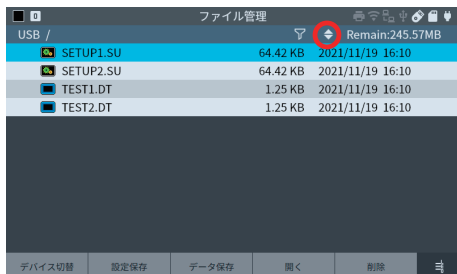 0 ファイル管理
USB / Remain:245.57MB
SETUP1.SU 64.42 KB 2021/11/19 16:10
SETUP2.SU 64.42 KB 2021/11/19 16:10
TEST1.DT 1.25 KB 2021/11/19 16:10
TEST2.DT 1.25 KB 2021/11/19 16:10
デバイス切替 設定保存 データ保存 開く 削除